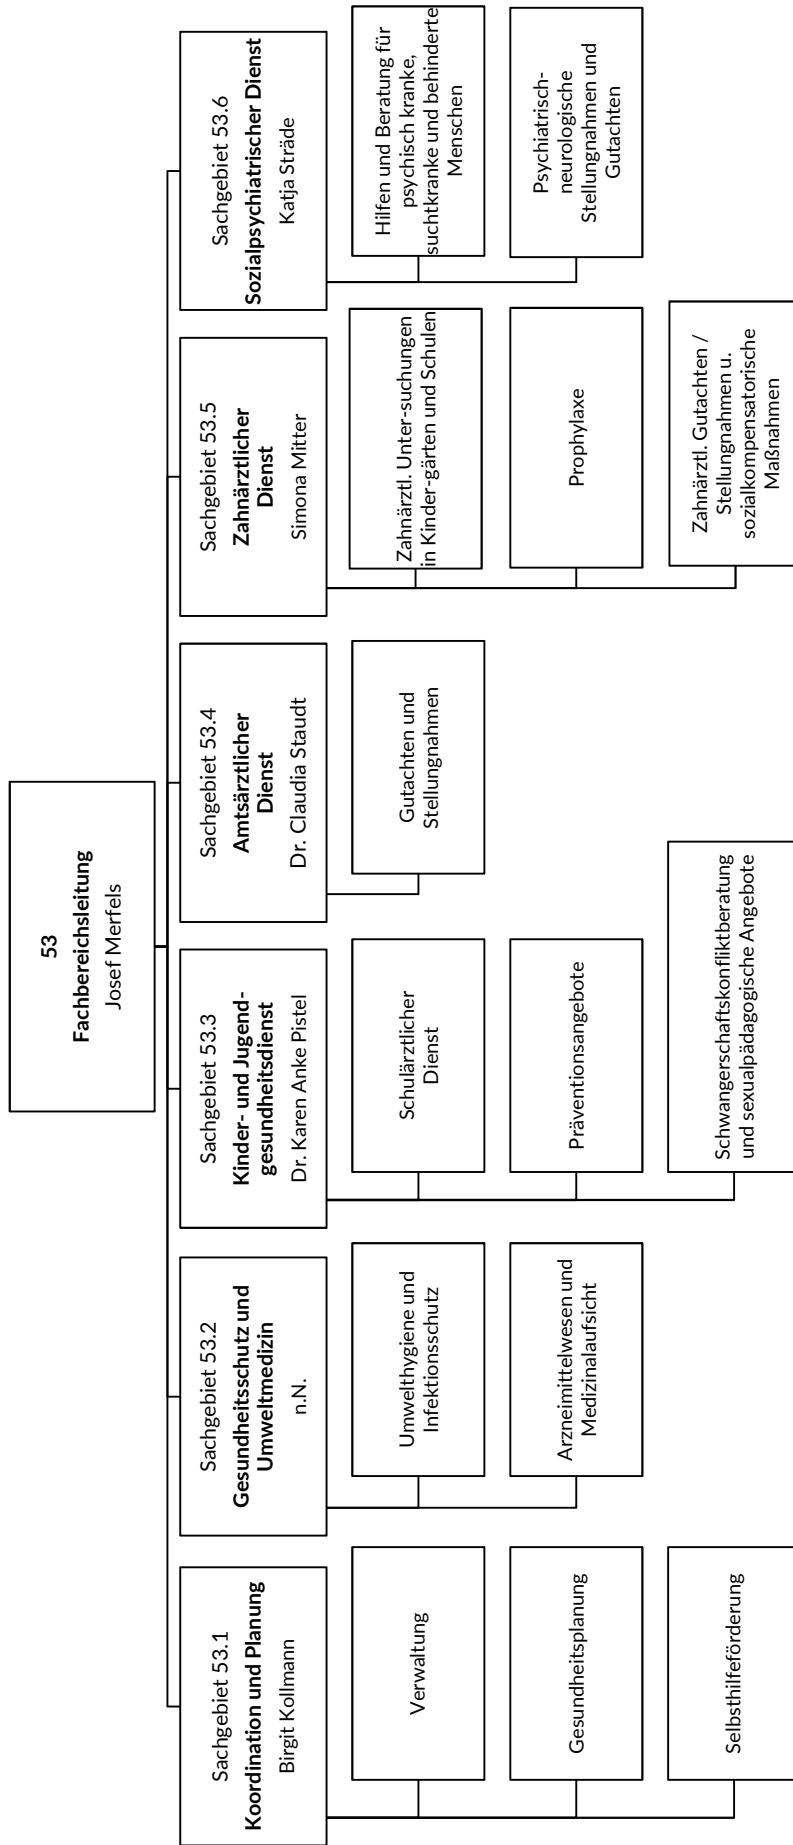 53
Fachbereichsleitung
Josef Merfels
Sachgebiet 53.1
Koordination und Planung
Birgit Kollmann
Verwaltung
Gesundheitsplanung
Selbsthilfeförderung
Sachgebiet 53.2
Gesundheitsschutz und
Umweltmedizin
n.N.
Umwelthygiene und
Infektionsschutz
Arzneimittelwesen und
Medizinalaufsicht
Sachgebiet 53.3
Kinder- und Jugend-
gesundheitsdienst
Dr. Karen Anke Pistel
Schulärztlicher
Dienst
Präventionsangebote
Schwangerschaftskonfliktberatung
und sexualpädagogische Angebote
Sachgebiet 53.4
Amtsärztlicher
Dienst
Dr. Claudia Staudt
Gutachten und
Stellungnahmen
Sachgebiet 53.5
Zahnärztlicher
Dienst
Simona Mitter
Zahnärztl. Unter-suchungen
in Kinder-gärten und Schulen
Prophylaxe
Zahnärztl. Gutachten /
Stellungnahmen u.
sozialkompensatorische
Maßnahmen
Sachgebiet 53.6
Sozialpsychiatrischer Dienst
Katja Sträde
Hilfen und Beratung für
psychisch kranke,
suchtkranke und behinderte
Menschen
Psychiatrisch-
neurologische
Stellungnahmen und
Gutachten